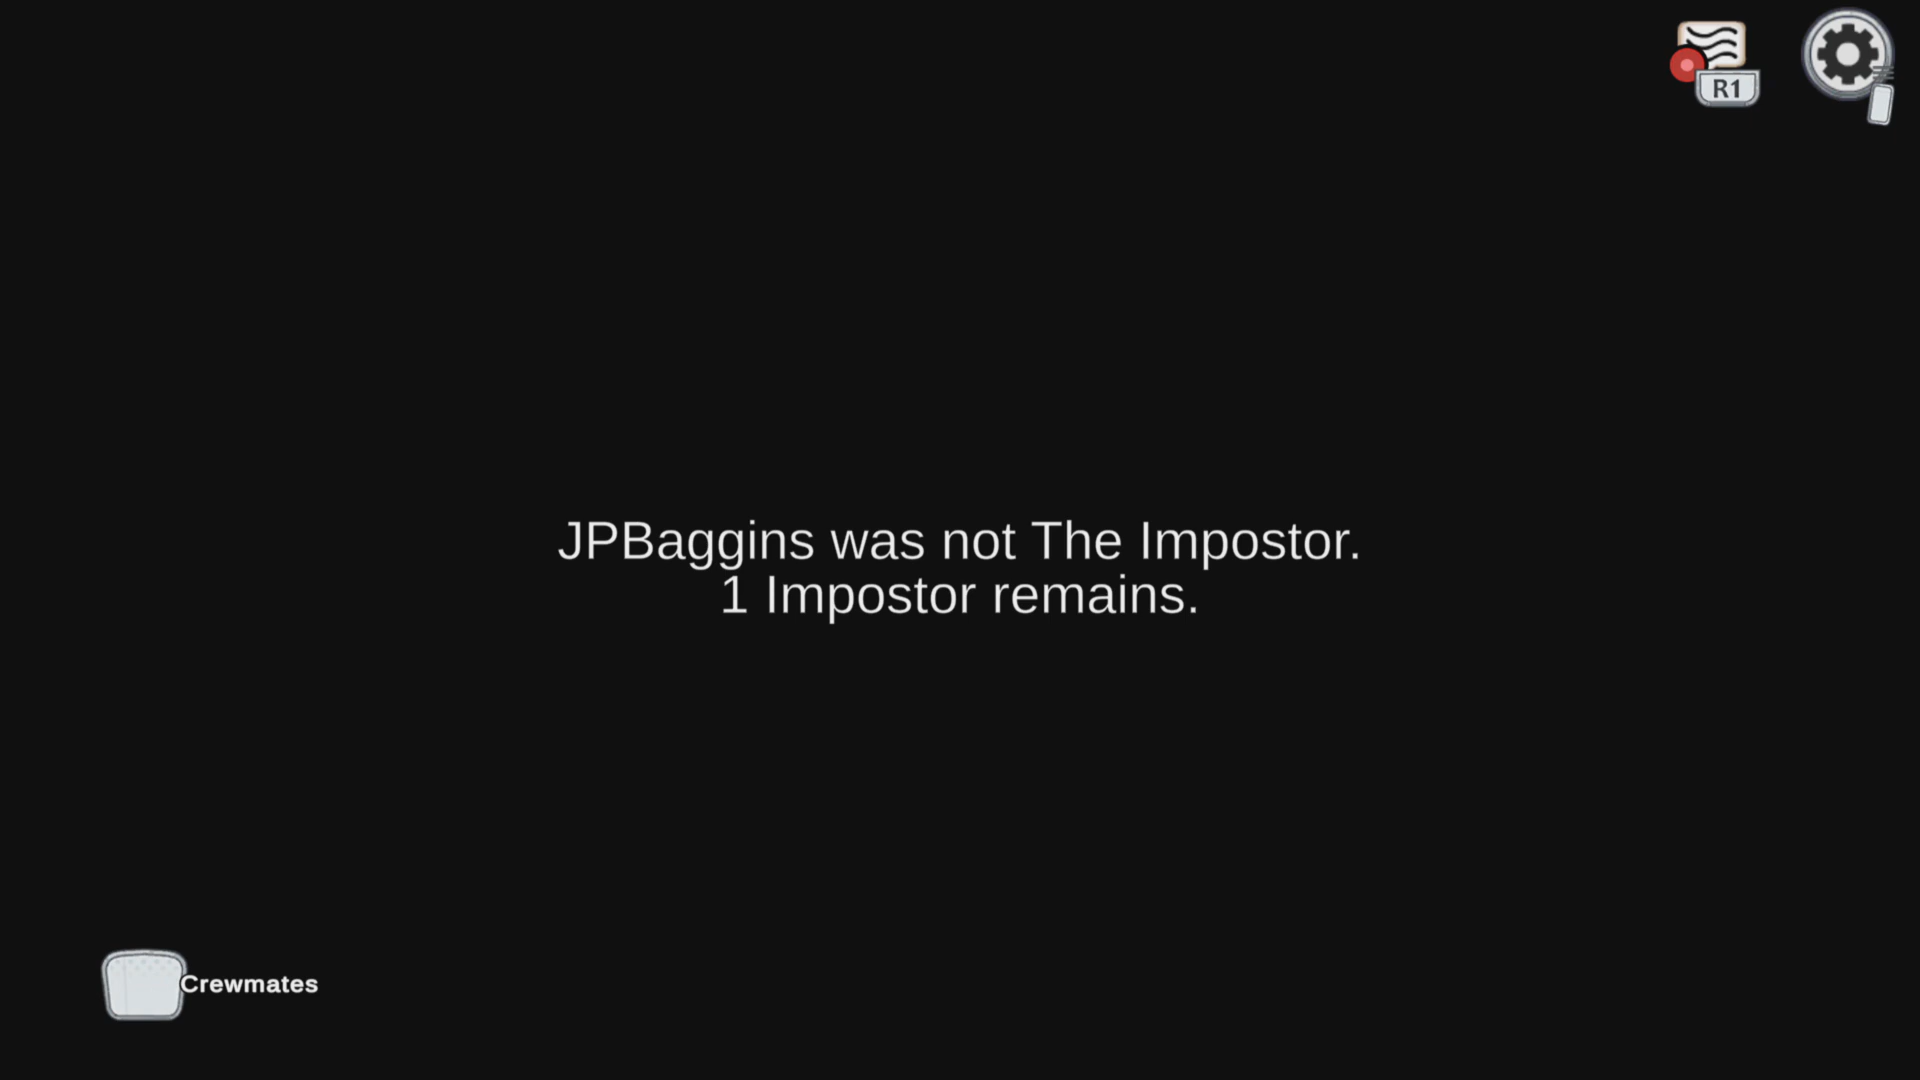 R1
JPBaggins was not The Impostor.
1 Impostor remains.
Crewmates